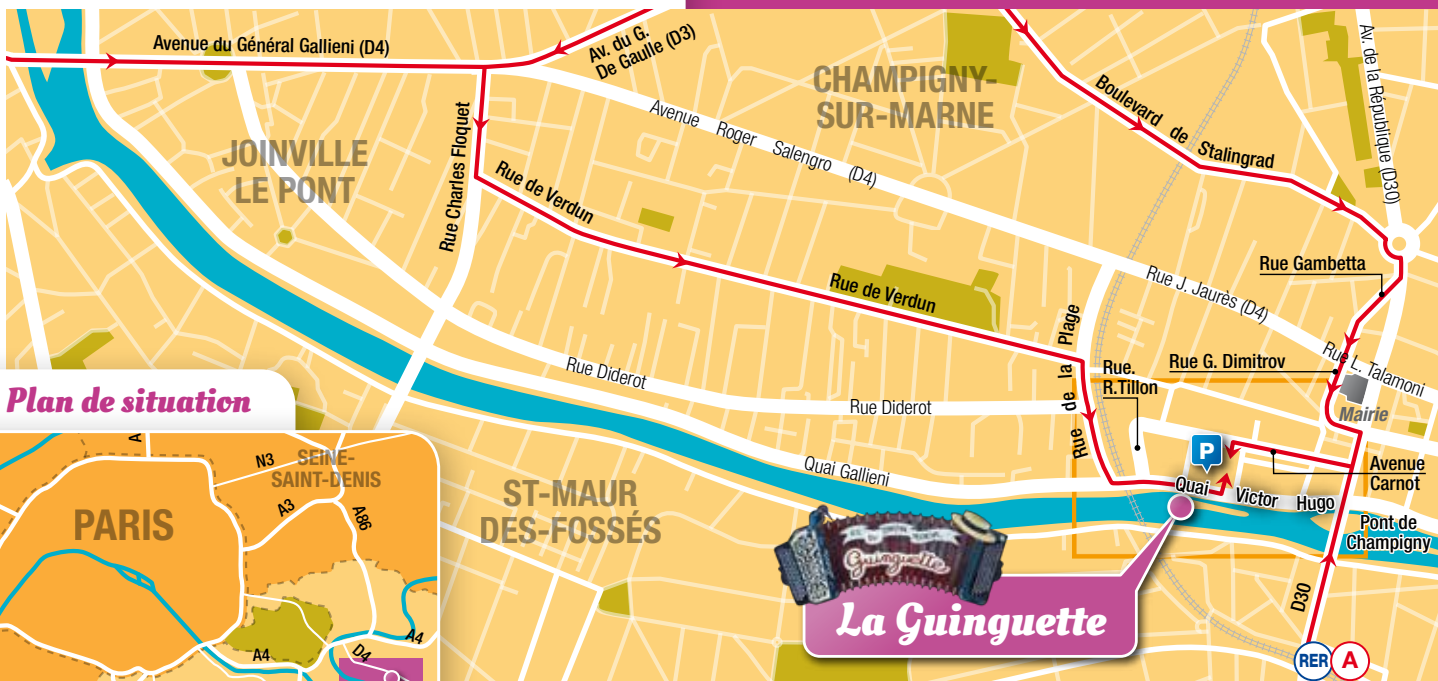 Avenue du Général Gallieni (D4)
Av. du G.
De Gaulle (D3)
CHAMPIGNY-
SUR-MARNE
Av. de la République (D30)
Boulevard de Stalingrad
Avenue Roger Salengro (D4)
JOINVILLE
LE PONT
Rue Charles Floquet
Rue de Verdun
Rue Gambetta
Rue J. Jaurès (D4)
Rue de Verdun
Rue de la Plage
Rue.
R.Tillon
Rue G. Dimitrov
Rue L. Talamoni
Mairie
Rue Diderot
Rue Diderot
Plan de situation
P
Avenue
Carnot
Quai Gallieni
Quai Victor Hugo
Pont de
Champigny
ST-MAUR
DES-FOSSÉS
Guinguette
La Guinguette
D30
RER A
A
N3
SEINE-
SAINT-DENIS
A3
A86
PARIS
A4
D4
A4